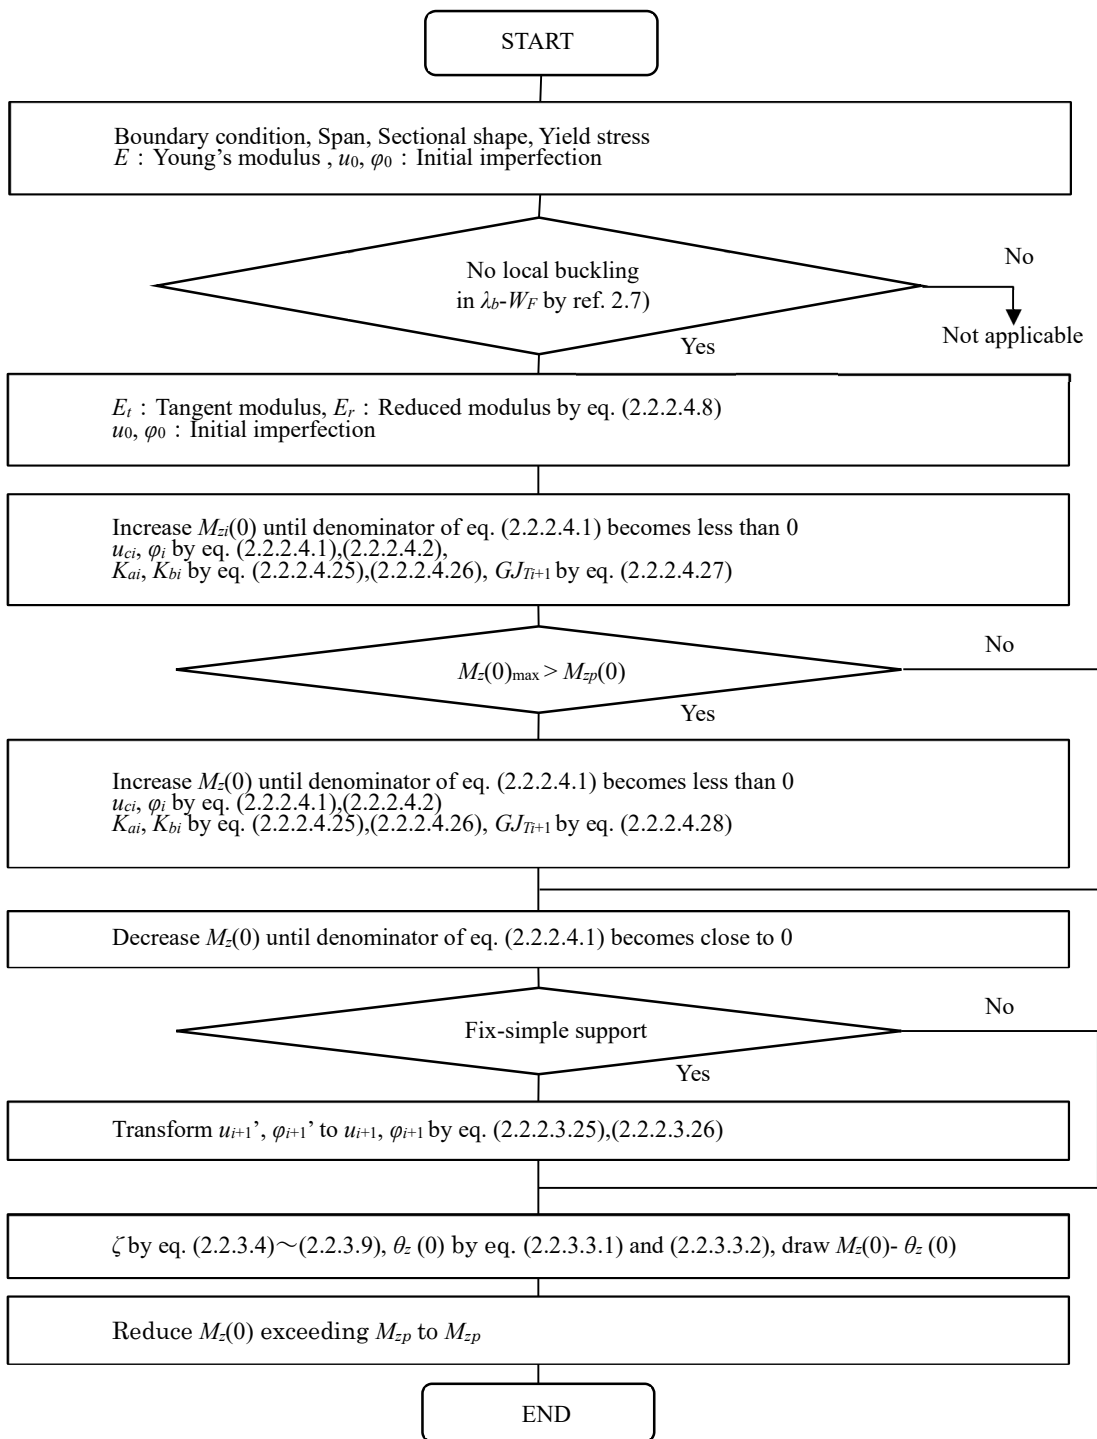 START
Boundary condition, Span, Sectional shape, Yield stress
E : Young's modulus , u0, φ0 : Initial imperfection
No local buckling
in λb-WF by ref. 2.7)
No
Not applicable
Yes
Et : Tangent modulus, Er : Reduced modulus by eq. (2.2.2.4.8)
u0, φ0 : Initial imperfection
Increase Mzi(0) until denominator of eq. (2.2.2.4.1) becomes less than 0
uci, φi by eq. (2.2.2.4.1),(2.2.2.4.2),
Kai, Kbi by eq. (2.2.2.4.25),(2.2.2.4.26), GJTi+1 by eq. (2.2.2.4.27)
Mz(0)max > Mzp(0)
No
Yes
Increase Mz(0) until denominator of eq. (2.2.2.4.1) becomes less than 0
uci, φi by eq. (2.2.2.4.1),(2.2.2.4.2)
Kai, Kbi by eq. (2.2.2.4.25),(2.2.2.4.26), GJTi+1 by eq. (2.2.2.4.28)
Decrease Mz(0) until denominator of eq. (2.2.2.4.1) becomes close to 0
Fix-simple support
No
Yes
Transform ui+1’, φi+1’ to ui+1, φi+1 by eq. (2.2.2.3.25),(2.2.2.3.26)
ζ by eq. (2.2.3.4)～(2.2.3.9), θz (0) by eq. (2.2.3.3.1) and (2.2.3.3.2), draw Mz(0)- θz (0)
Reduce Mz(0) exceeding Mzp to Mzp
END